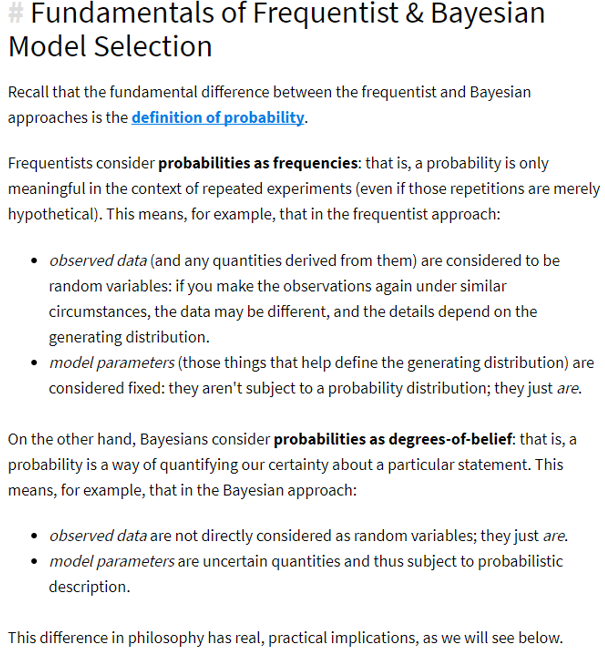 # Fundamentals of Frequentist & Bayesian
Model Selection
Recall that the fundamental difference between the frequentist and Bayesian
approaches is the definition of probability.
Frequentists consider probabilities as frequencies: that is, a probability is only
meaningful in the context of repeated experiments (even if those repetitions are merely
hypothetical). This means, for example, that in the frequentist approach:
• observed data (and any quantities derived from them) are considered to be
random variables: if you make the observations again under similar
circumstances, the data may be different, and the details depend on the
generating distribution.
• model parameters (those things that help define the generating distribution) are
considered fixed: they aren't subject to a probability distribution; they just are.
On the other hand, Bayesians consider probabilities as degrees-of-belief: that is, a
probability is a way of quantifying our certainty about a particular statement. This
means, for example, that in the Bayesian approach:
• observed data are not directly considered as random variables; they just are.
• model parameters are uncertain quantities and thus subject to probabilistic
description.
This difference in philosophy has real, practical implications, as we will see below.